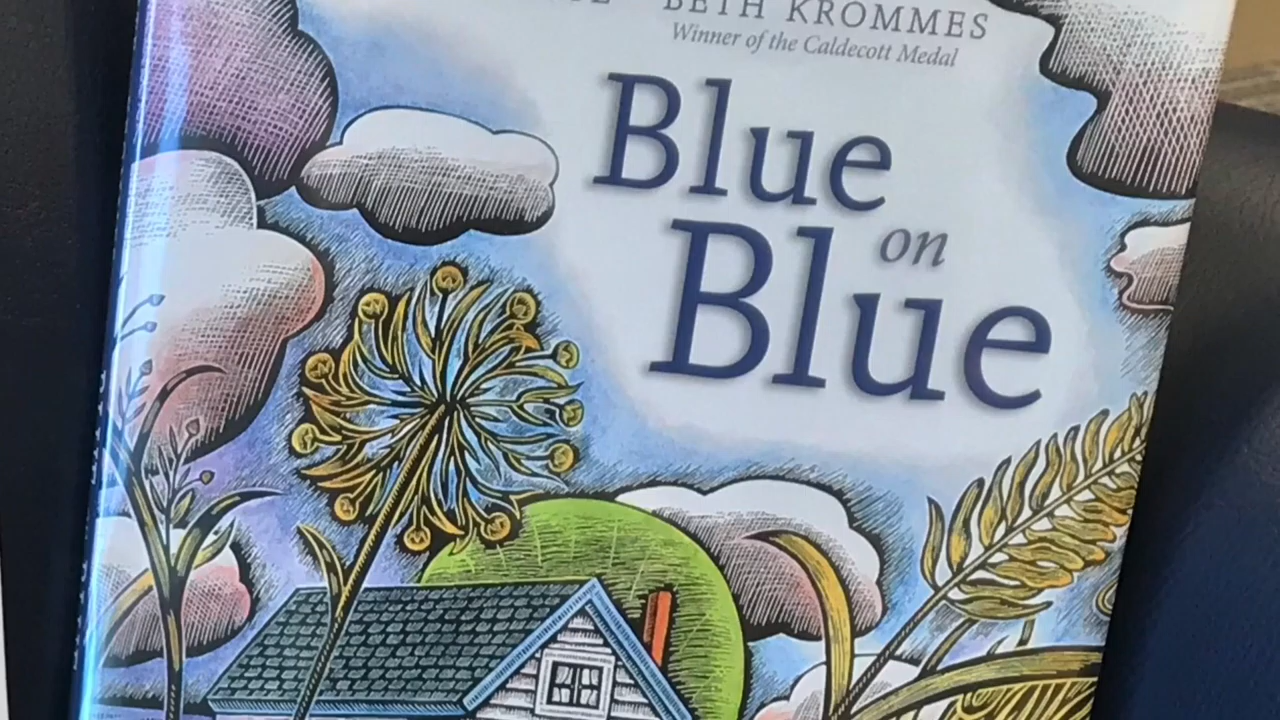 BETH KROMMES
Winner of the Caldecott Medal
Blue
on
Blue